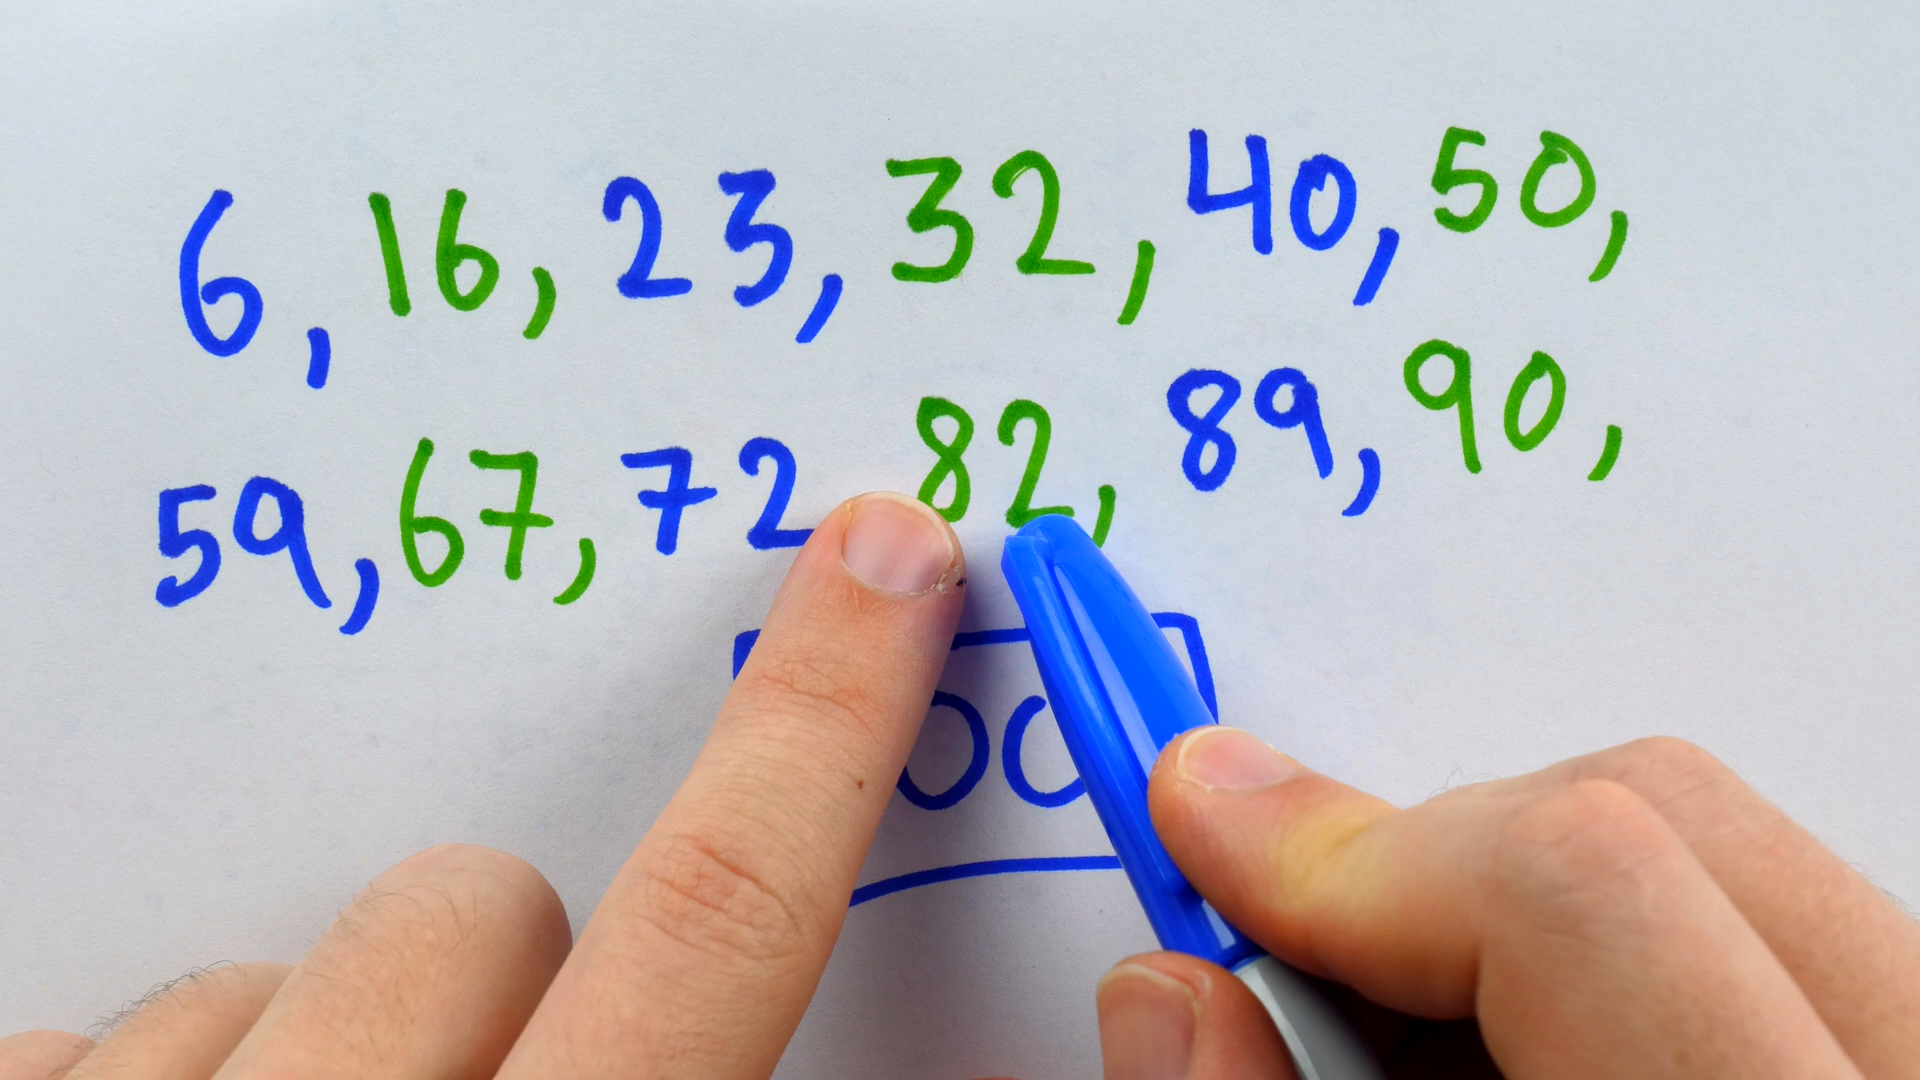 6, 16, 23, 32, 40, 50,
59, 67, 72 82, 89, 90,